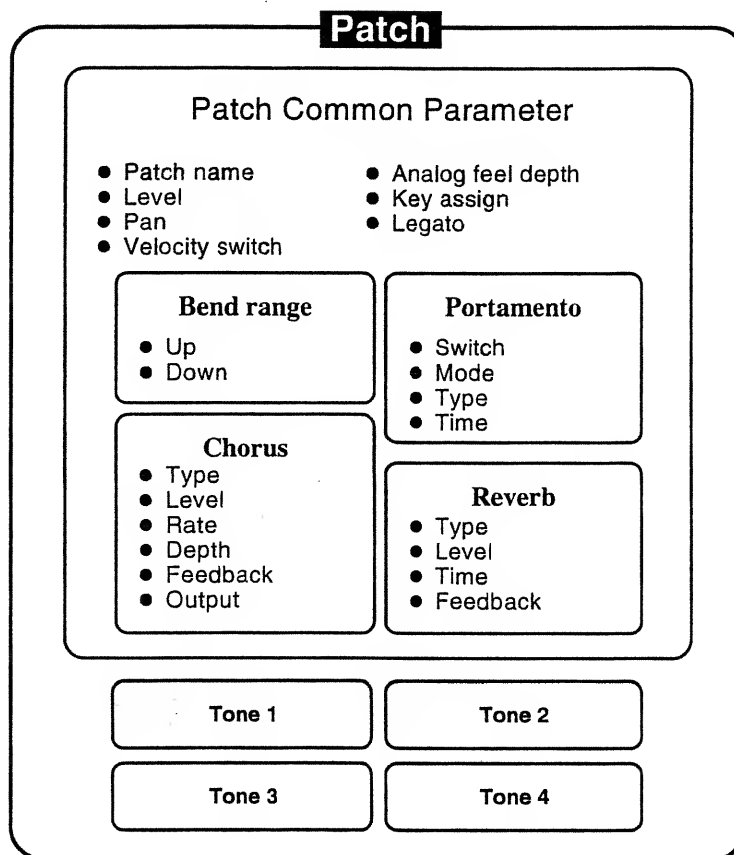 Patch
Patch Common Parameter
● Patch name
● Level
● Pan
● Velocity switch
● Analog feel depth
● Key assign
● Legato
Bend range
● Up
● Down
Portamento
● Switch
● Mode
● Type
● Time
Chorus
● Type
● Level
● Rate
● Depth
● Feedback
● Output
Reverb
● Type
● Level
● Time
● Feedback
Tone 1
Tone 2
Tone 3
Tone 4